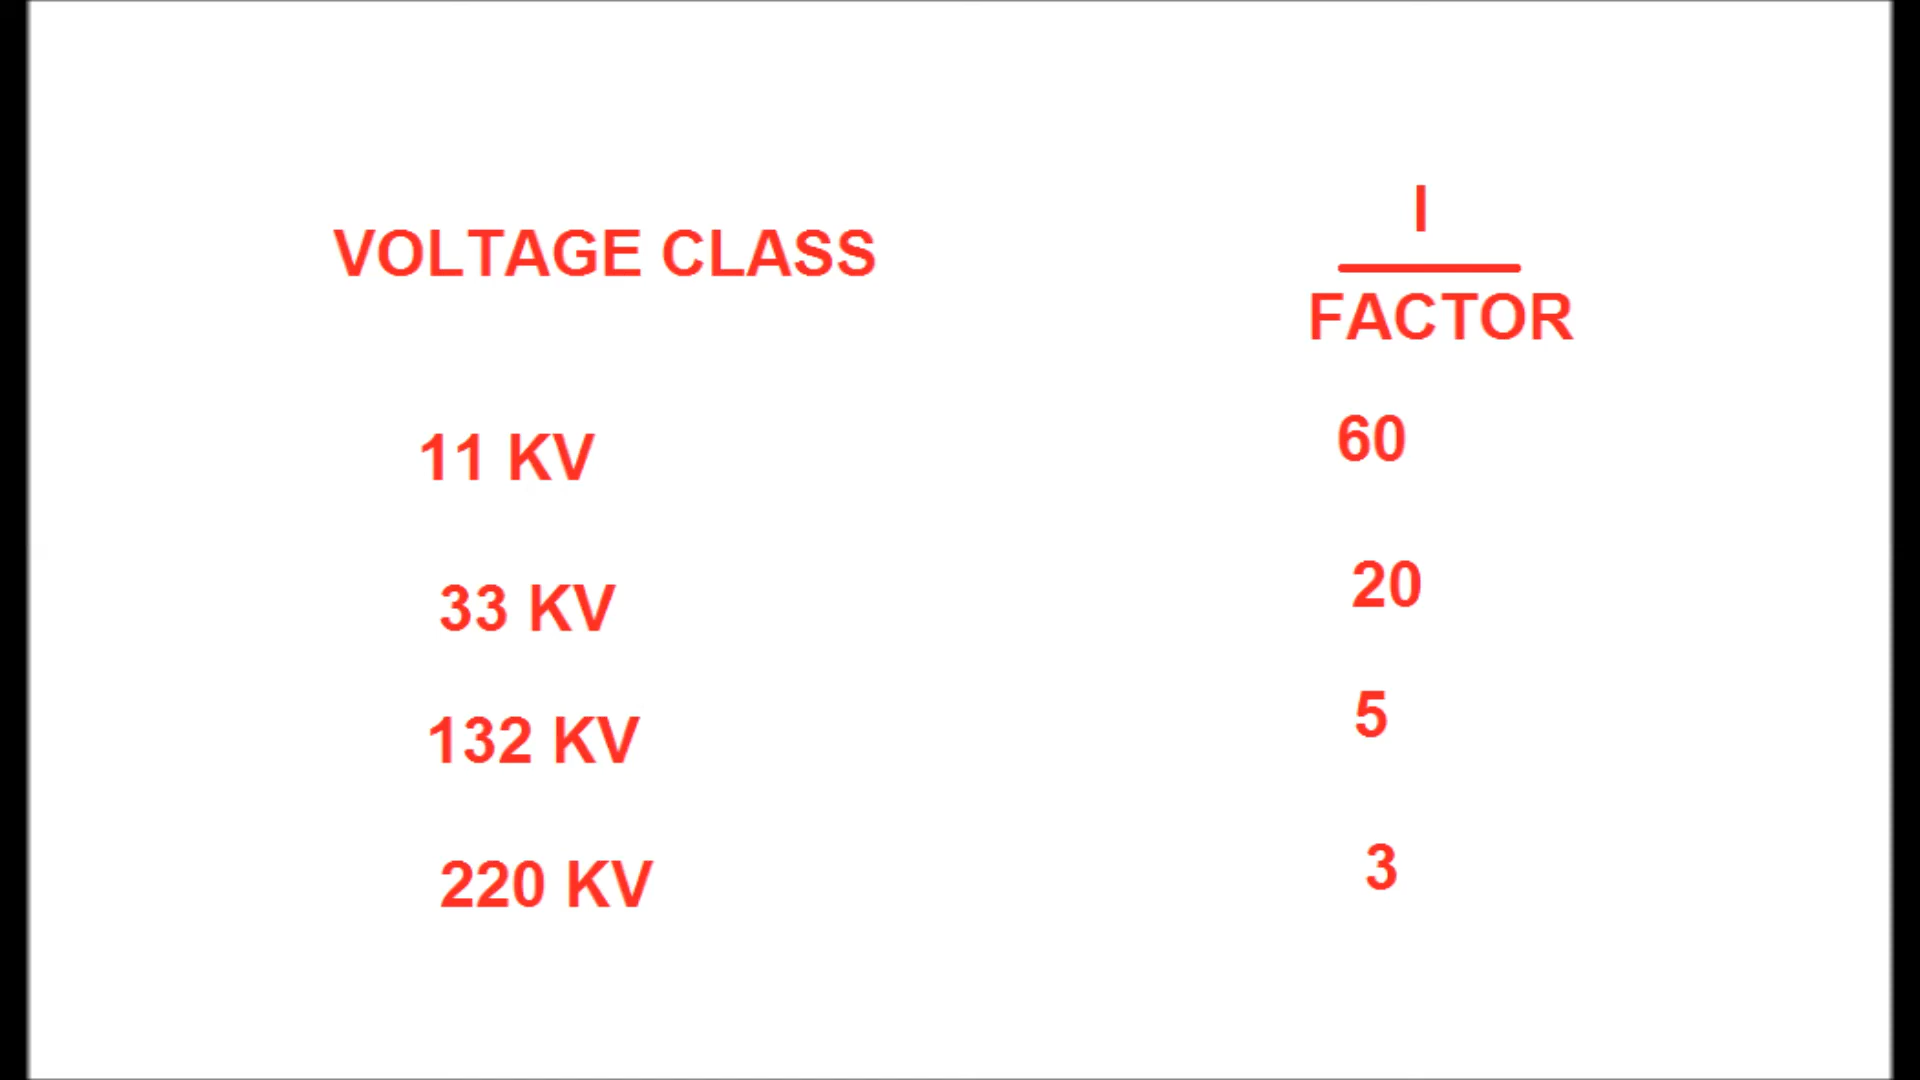 VOLTAGE CLASS
I
FACTOR
11 KV
60
33 KV
20
132 KV
5
220 KV
3